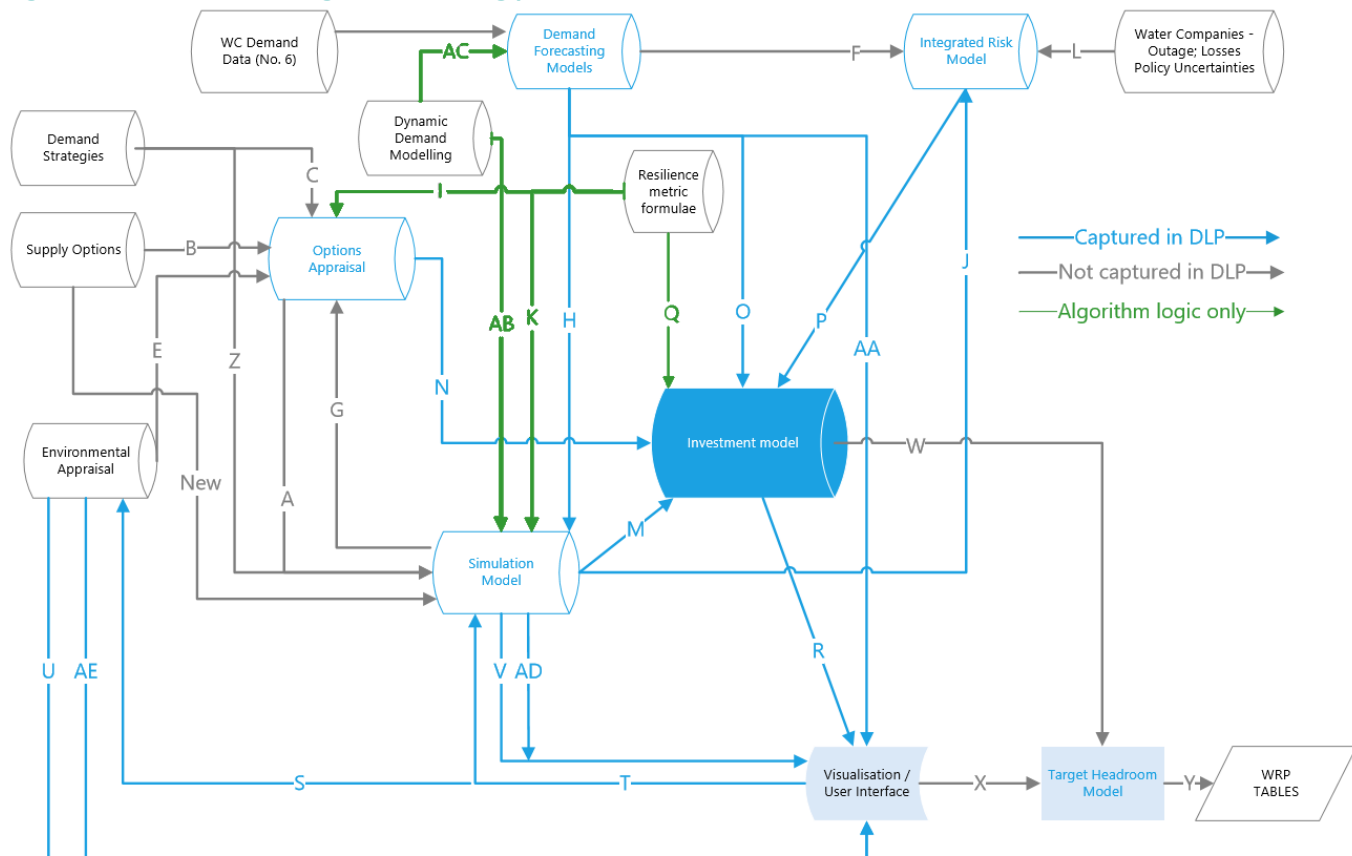 WC Demand
Data (No. 6)
Demand
Forecasting
Models
F
Integrated Risk
Model
L
Water Companies -
Outage; Losses
Policy Uncertainties
AC
Dynamic
Demand
Modelling
Demand
Strategies
C
I
Resilience
metric
formulae
Supply Options
B
Options
Appraisal
Captured in DLP
Not captured in DLP
Algorithm logic only
J
E
Z
G
N
AB
K
H
Q
O
P
AA
Environmental
Appraisal
New
A
Investment model
W
M
Simulation
Model
U
AE
V
AD
R
S
T
Visualisation /
User Interface
X
Target Headroom
Model
Y
WRP
TABLES